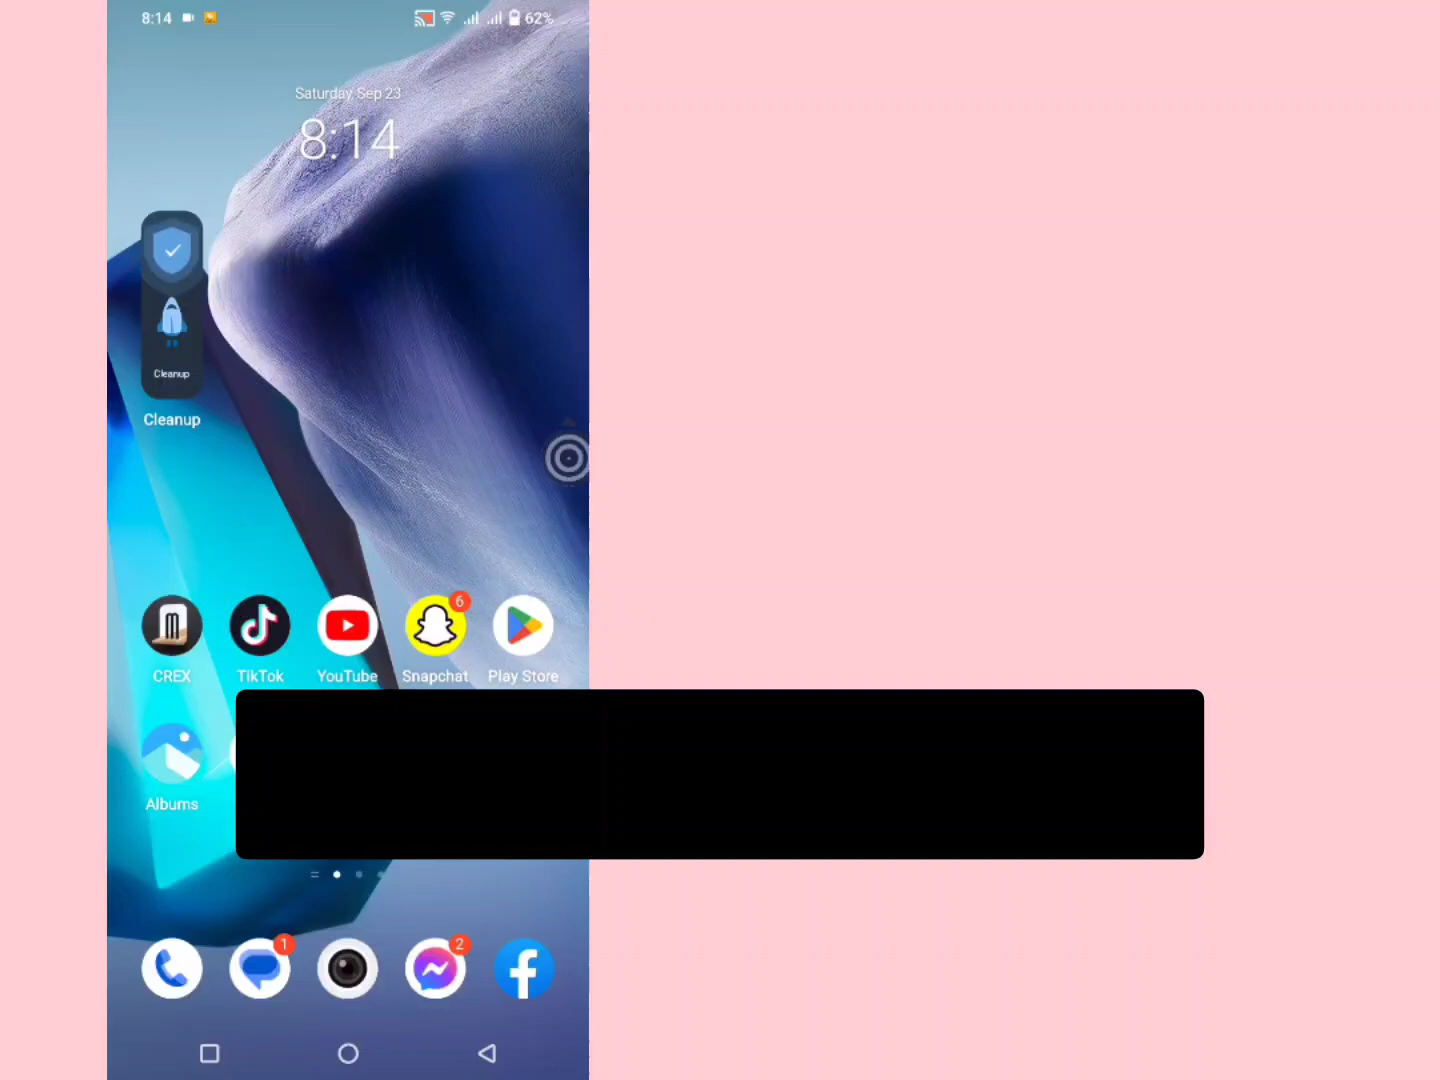 8:14 62%
Saturday, Sep 23
8:14
Cleanup
Cleanup
CREX TikTok YouTube Snapchat Play Store
6
Albums
1 2